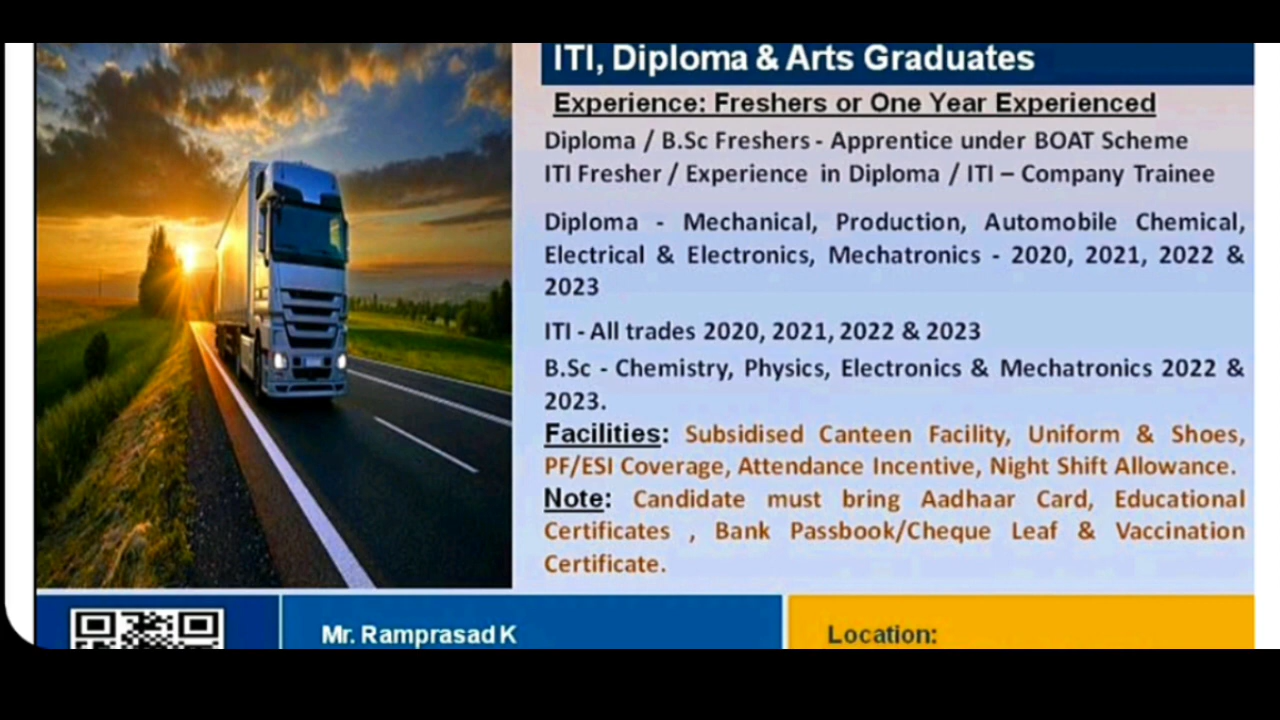 ITI, Diploma & Arts Graduates
Experience: Freshers or One Year Experienced
Diploma / B.Sc Freshers - Apprentice under BOAT Scheme
ITI Fresher / Experience in Diploma / ITI – Company Trainee
Diploma - Mechanical, Production, Automobile Chemical,
Electrical & Electronics, Mechatronics - 2020, 2021, 2022 &
2023
ITI - All trades 2020, 2021, 2022 & 2023
B.Sc - Chemistry, Physics, Electronics & Mechatronics 2022 &
2023.
Facilities: Subsidised Canteen Facility, Uniform & Shoes,
PF/ESI Coverage, Attendance Incentive, Night Shift Allowance.
Note: Candidate must bring Aadhaar Card, Educational
Certificates , Bank Passbook/Cheque Leaf & Vaccination
Certificate.
Mr. Ramprasad K
Location: